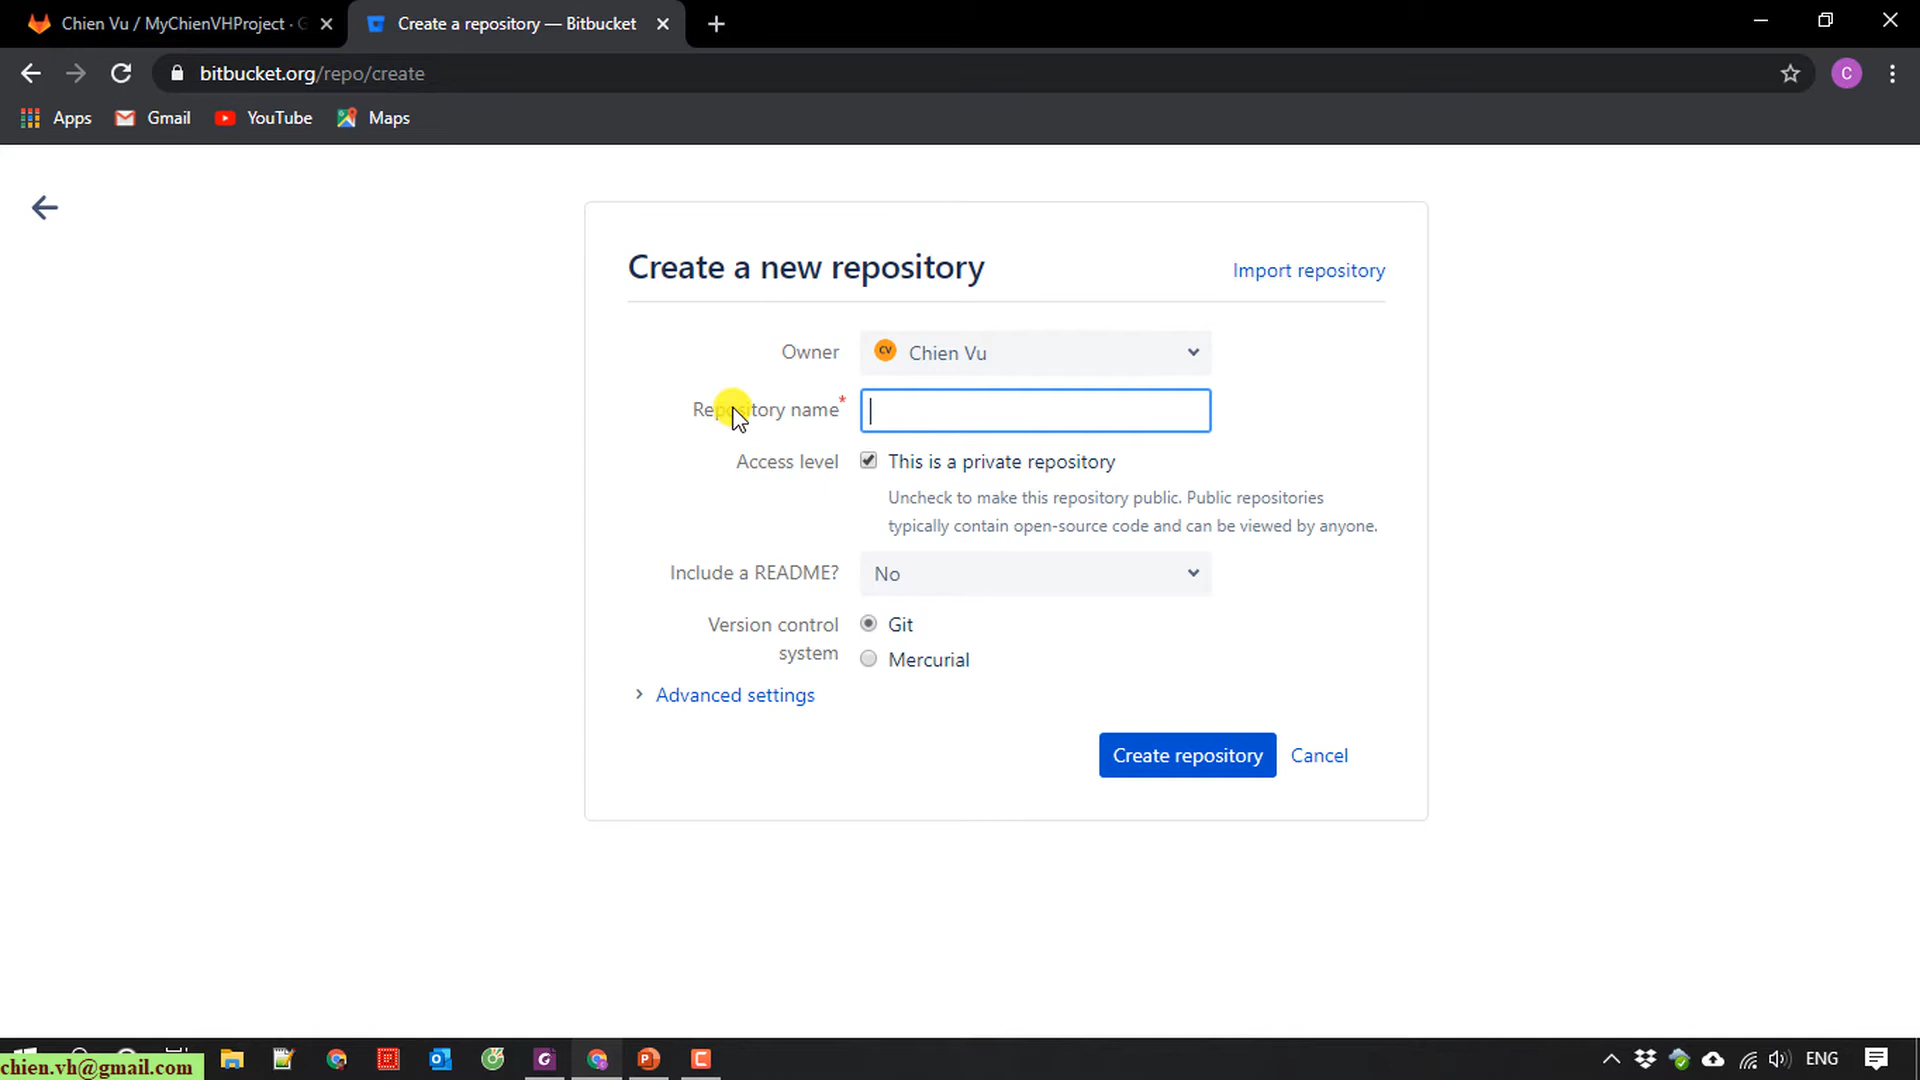 Chien Vu / MyChienVHProject · G
Create a repository — Bitbucket
bitbucket.org/repo/create
C
Apps
Gmail
YouTube
Maps
Create a new repository
Import repository
Owner
CV
Chien Vu
Repository name*
Access level
This is a private repository
Uncheck to make this repository public. Public repositories
typically contain open-source code and can be viewed by anyone.
Include a README?
No
Version control
system
Git
Mercurial
Advanced settings
Create repository
Cancel
chien.vh@gmail.com
ENG